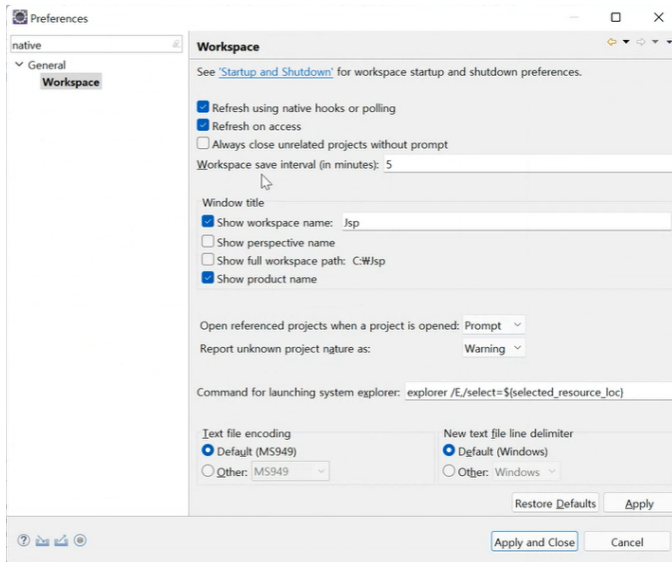 Preferences
native
General
Workspace
Workspace
See 'Startup and Shutdown' for workspace startup and shutdown preferences.
Refresh using native hooks or polling
Refresh on access
Always close unrelated projects without prompt
Workspace save interval (in minutes): 5
Window title
Show workspace name: Jsp
Show perspective name
Show full workspace path: C:₩Jsp
Show product name
Open referenced projects when a project is opened: Prompt
Report unknown project nature as: Warning
Command for launching system explorer: explorer /E,/select=${selected_resource_loc}
Text file encoding
Default (MS949)
Other: MS949
New text file line delimiter
Default (Windows)
Other: Windows
Restore Defaults
Apply
Apply and Close
Cancel